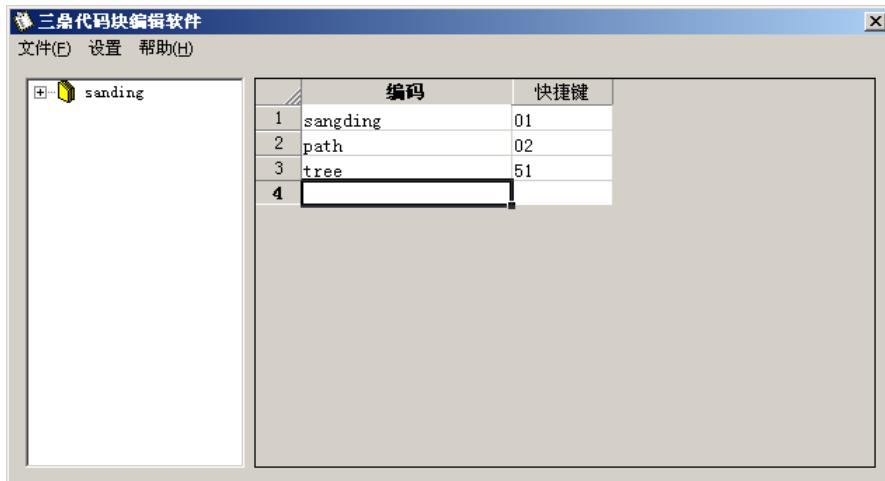 三鼎代码块编辑软件
文件(F) 设置 帮助(H)
sanding
编码 快捷键
1 sangding 01
2 path 02
3 tree 51
4